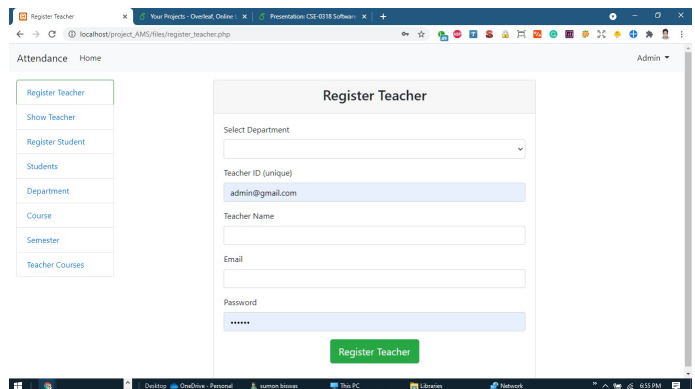 Register Teacher
Your Projects - Overleaf, Online L
Presentation: CSE-0318 Software
localhost/project_AMS/files/register_teacher.php
Attendance Home Admin
Register Teacher
Show Teacher
Register Student
Students
Department
Course
Semester
Teacher Courses
Register Teacher
Select Department
Teacher ID (unique)
admin@gmail.com
Teacher Name
Email
Password
••••••
Register Teacher
Desktop OneDrive - Personal sumon biswas This PC Libraries Network 6:55 PM